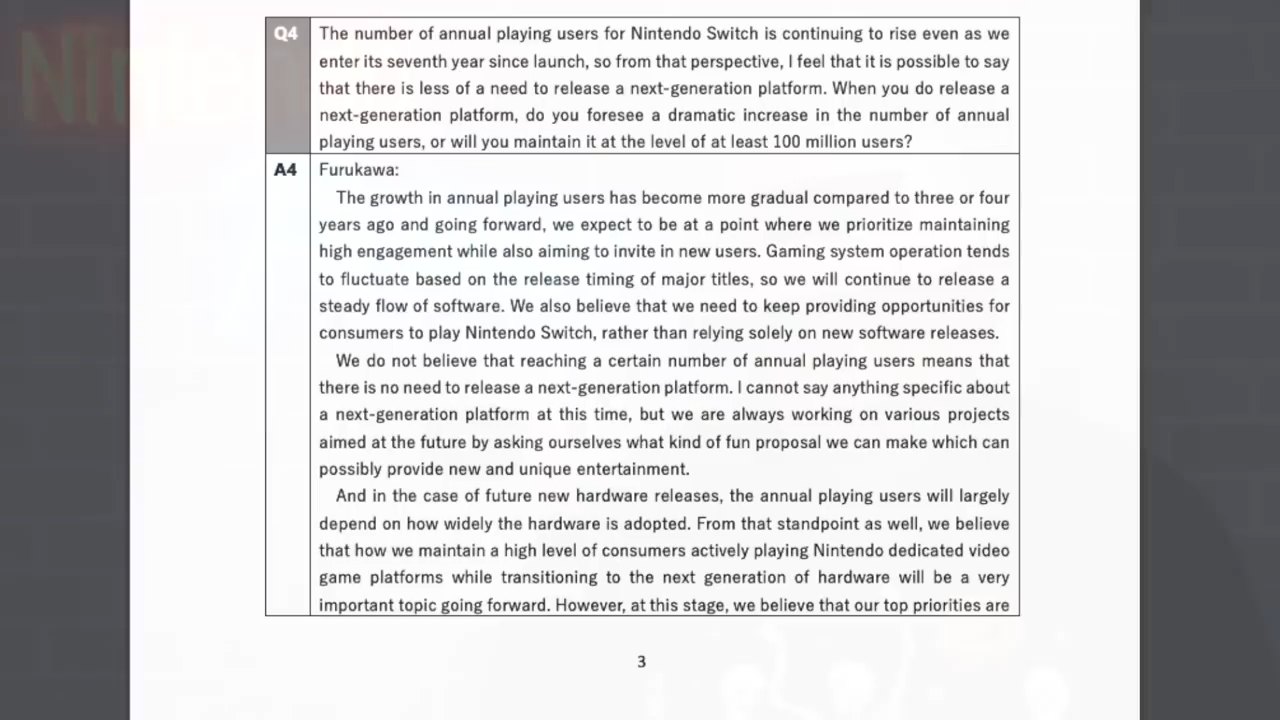 Q4
The number of annual playing users for Nintendo Switch is continuing to rise even as we
enter its seventh year since launch, so from that perspective, I feel that it is possible to say
that there is less of a need to release a next-generation platform. When you do release a
next-generation platform, do you foresee a dramatic increase in the number of annual
playing users, or will you maintain it at the level of at least 100 million users?
A4
Furukawa:
The growth in annual playing users has become more gradual compared to three or four
years ago and going forward, we expect to be at a point where we prioritize maintaining
high engagement while also aiming to invite in new users. Gaming system operation tends
to fluctuate based on the release timing of major titles, so we will continue to release a
steady flow of software. We also believe that we need to keep providing opportunities for
consumers to play Nintendo Switch, rather than relying solely on new software releases.
We do not believe that reaching a certain number of annual playing users means that
there is no need to release a next-generation platform. I cannot say anything specific about
a next-generation platform at this time, but we are always working on various projects
aimed at the future by asking ourselves what kind of fun proposal we can make which can
possibly provide new and unique entertainment.
And in the case of future new hardware releases, the annual playing users will largely
depend on how widely the hardware is adopted. From that standpoint as well, we believe
that how we maintain a high level of consumers actively playing Nintendo dedicated video
game platforms while transitioning to the next generation of hardware will be a very
important topic going forward. However, at this stage, we believe that our top priorities are
3